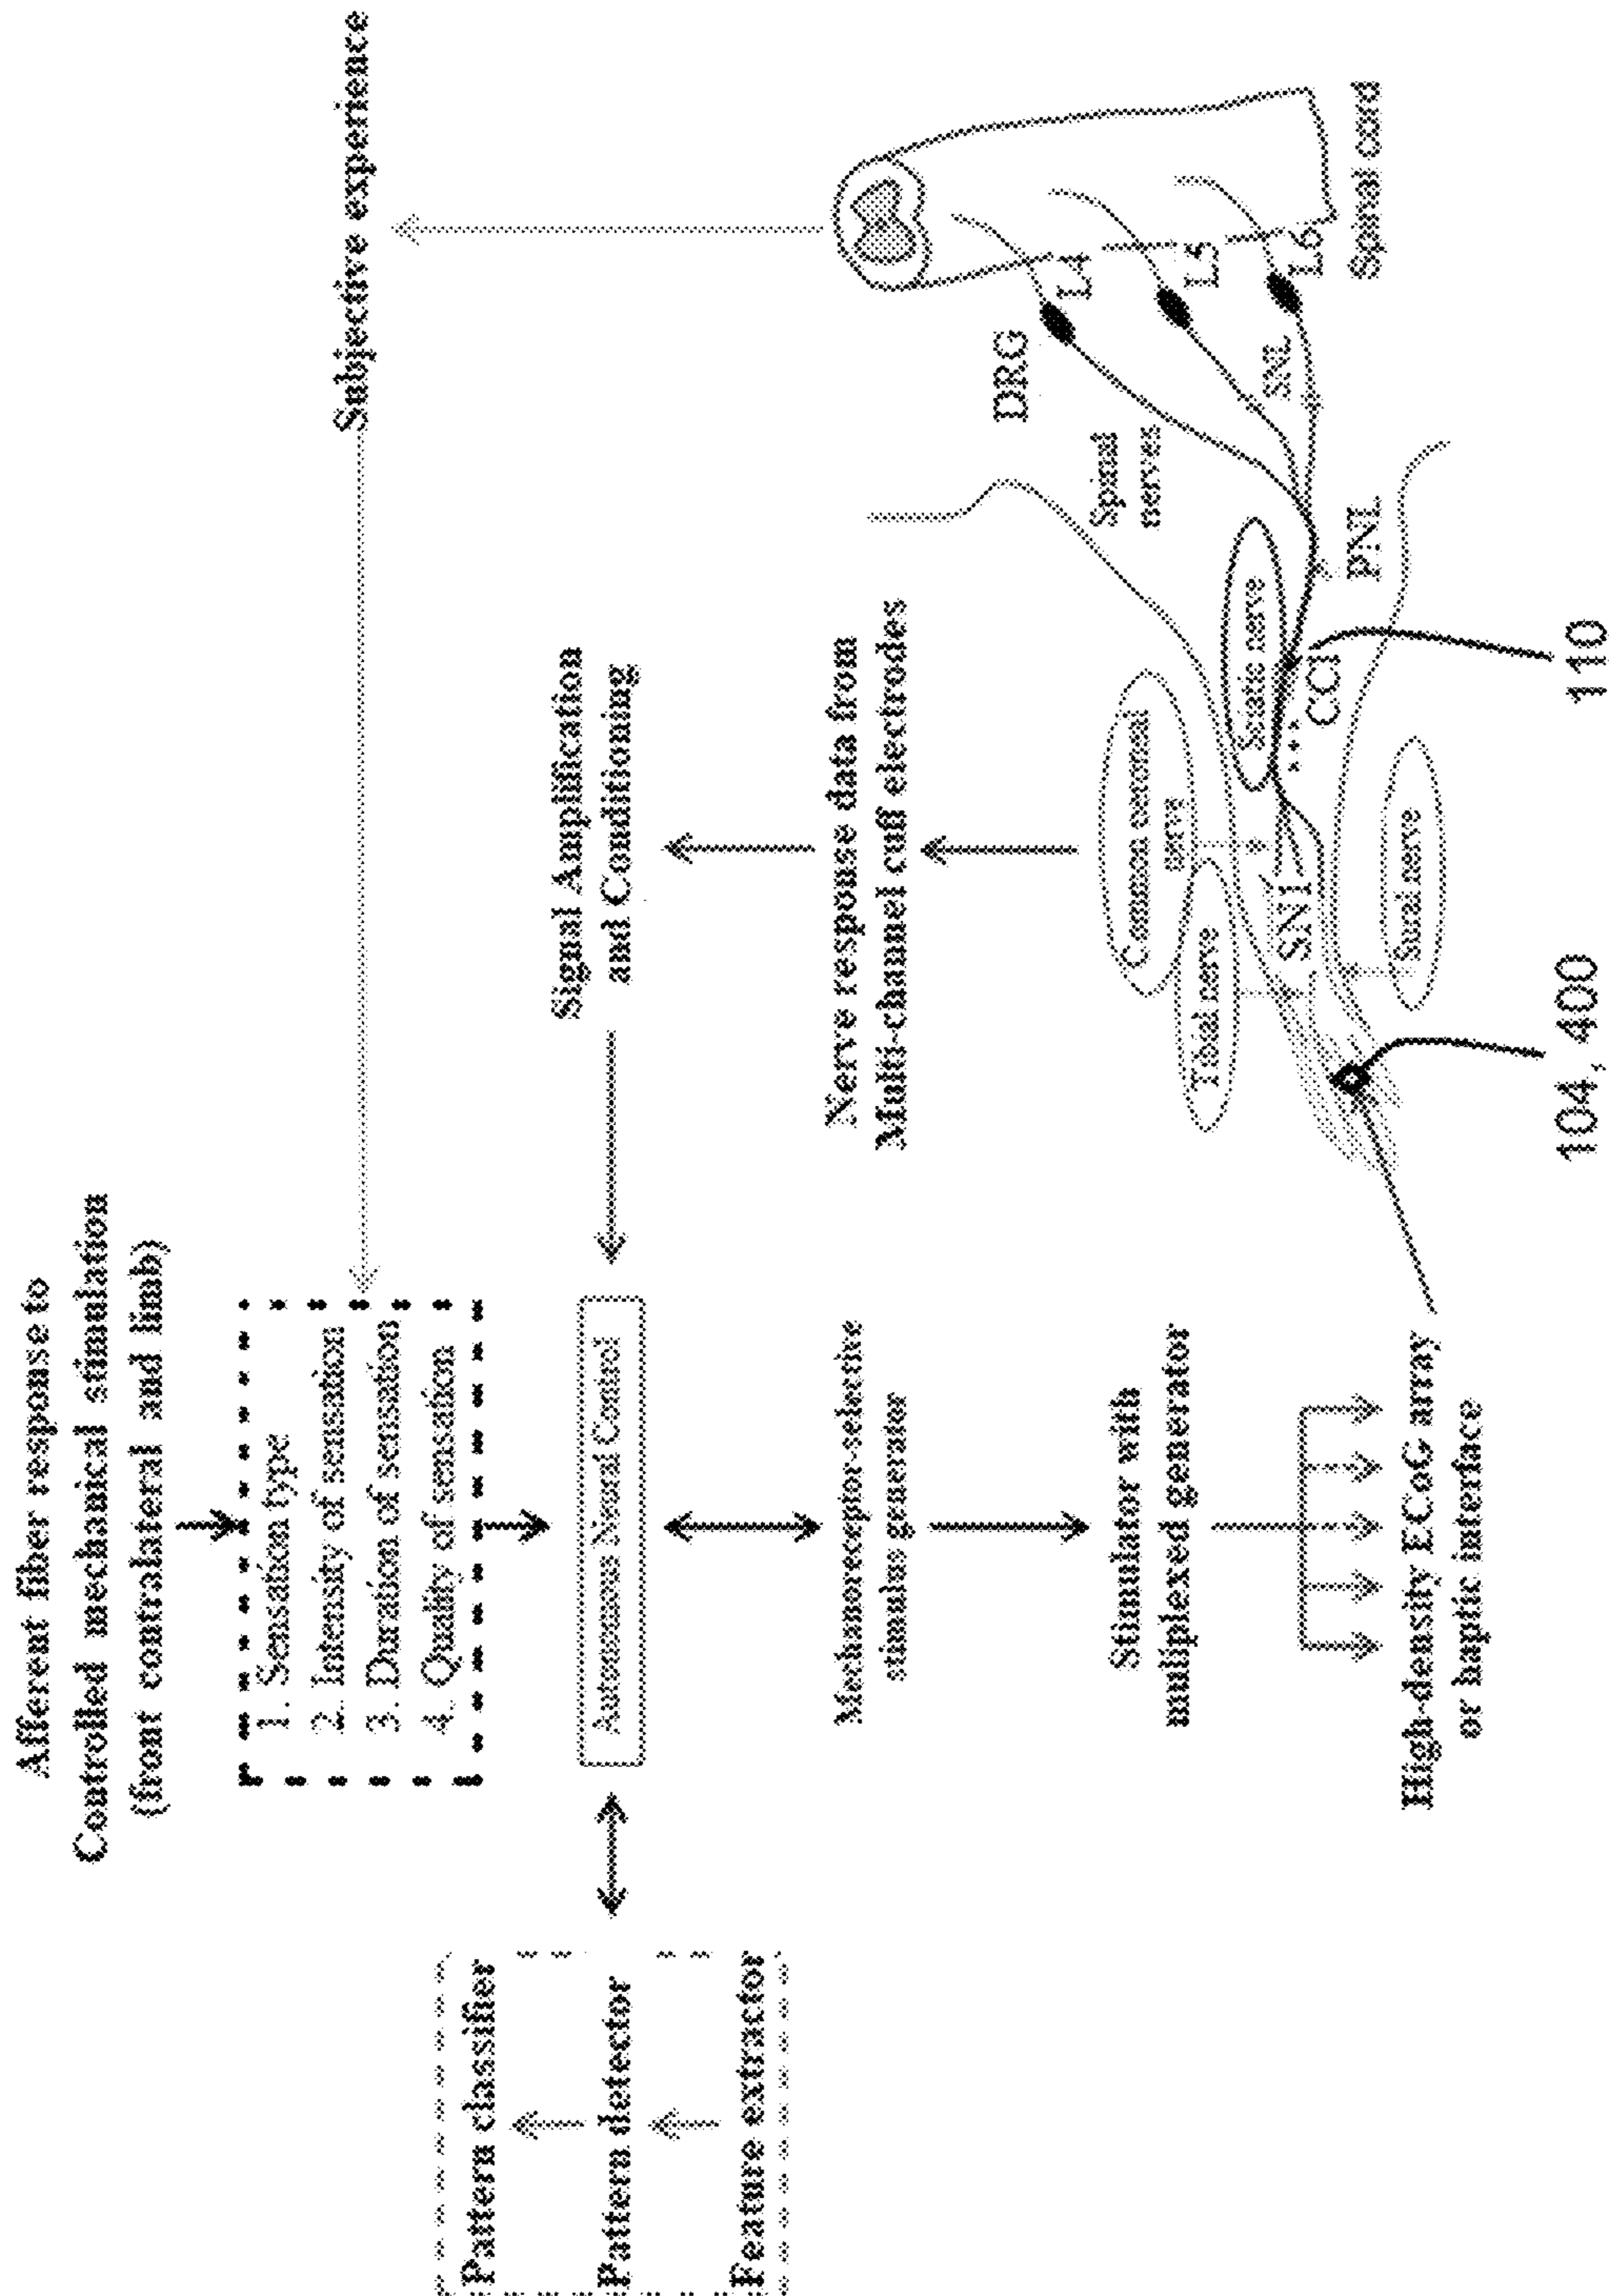 Afferent fiber response to
Controlled mechanical stimulation
(front contralateral and limb)
1. Sensation type
2. Intensity of sensation
3. Duration of sensation
4. Quality of sensation
Subjective experience
Pattern classifier
Pattern detector
Feature extractor
Autonomous Neural Control
Signal Amplification
and Conditioning
Mechanoreceptor-selective
stimulus generator
Nerve response data from
Multi-channel cuff electrodes
Stimulator with
muliplexed generator
High-density ECoG array
or haptic interface
Common peroneal
nerve
Tibial nerve
Sciatic nerve
Sural nerve
SNI
CCI
PNL
Spinal
nerves
DRG
SNL
L4
L5
L6
Spinal cord
104, 400
110